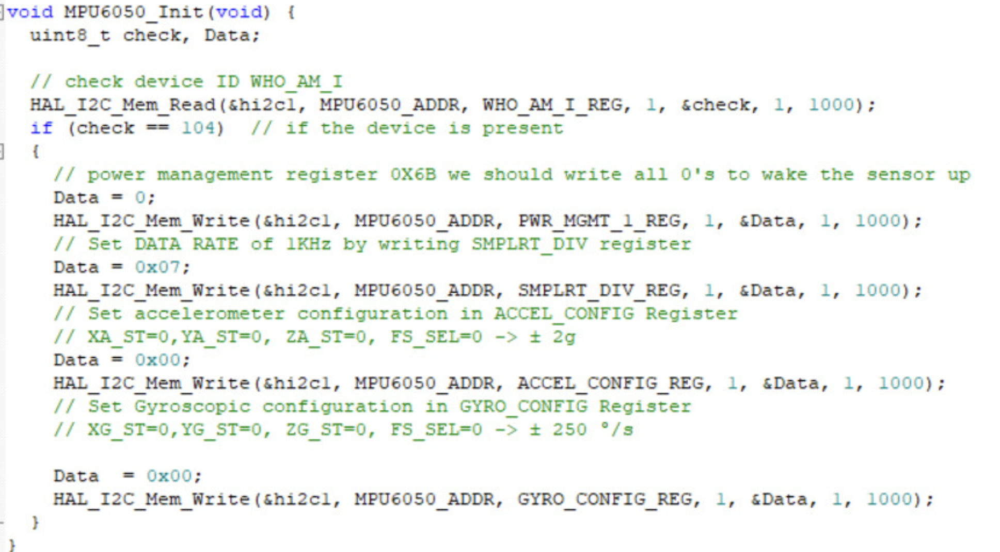 void MPU6050_Init(void) {
  uint8_t check, Data;

  // check device ID WHO_AM_I
  HAL_I2C_Mem_Read(&hi2c1, MPU6050_ADDR, WHO_AM_I_REG, 1, &check, 1, 1000);
  if (check == 104)  // if the device is present
  {
    // power management register 0X6B we should write all 0's to wake the sensor up
    Data = 0;
    HAL_I2C_Mem_Write(&hi2c1, MPU6050_ADDR, PWR_MGMT_1_REG, 1, &Data, 1, 1000);
    // Set DATA RATE of 1KHz by writing SMPLRT_DIV register
    Data = 0x07;
    HAL_I2C_Mem_Write(&hi2c1, MPU6050_ADDR, SMPLRT_DIV_REG, 1, &Data, 1, 1000);
    // Set accelerometer configuration in ACCEL_CONFIG Register
    // XA_ST=0,YA_ST=0, ZA_ST=0, FS_SEL=0 -> ± 2g
    Data = 0x00;
    HAL_I2C_Mem_Write(&hi2c1, MPU6050_ADDR, ACCEL_CONFIG_REG, 1, &Data, 1, 1000);
    // Set Gyroscopic configuration in GYRO_CONFIG Register
    // XG_ST=0,YG_ST=0, ZG_ST=0, FS_SEL=0 -> ± 250 °/s

    Data  = 0x00;
    HAL_I2C_Mem_Write(&hi2c1, MPU6050_ADDR, GYRO_CONFIG_REG, 1, &Data, 1, 1000);
  }
}